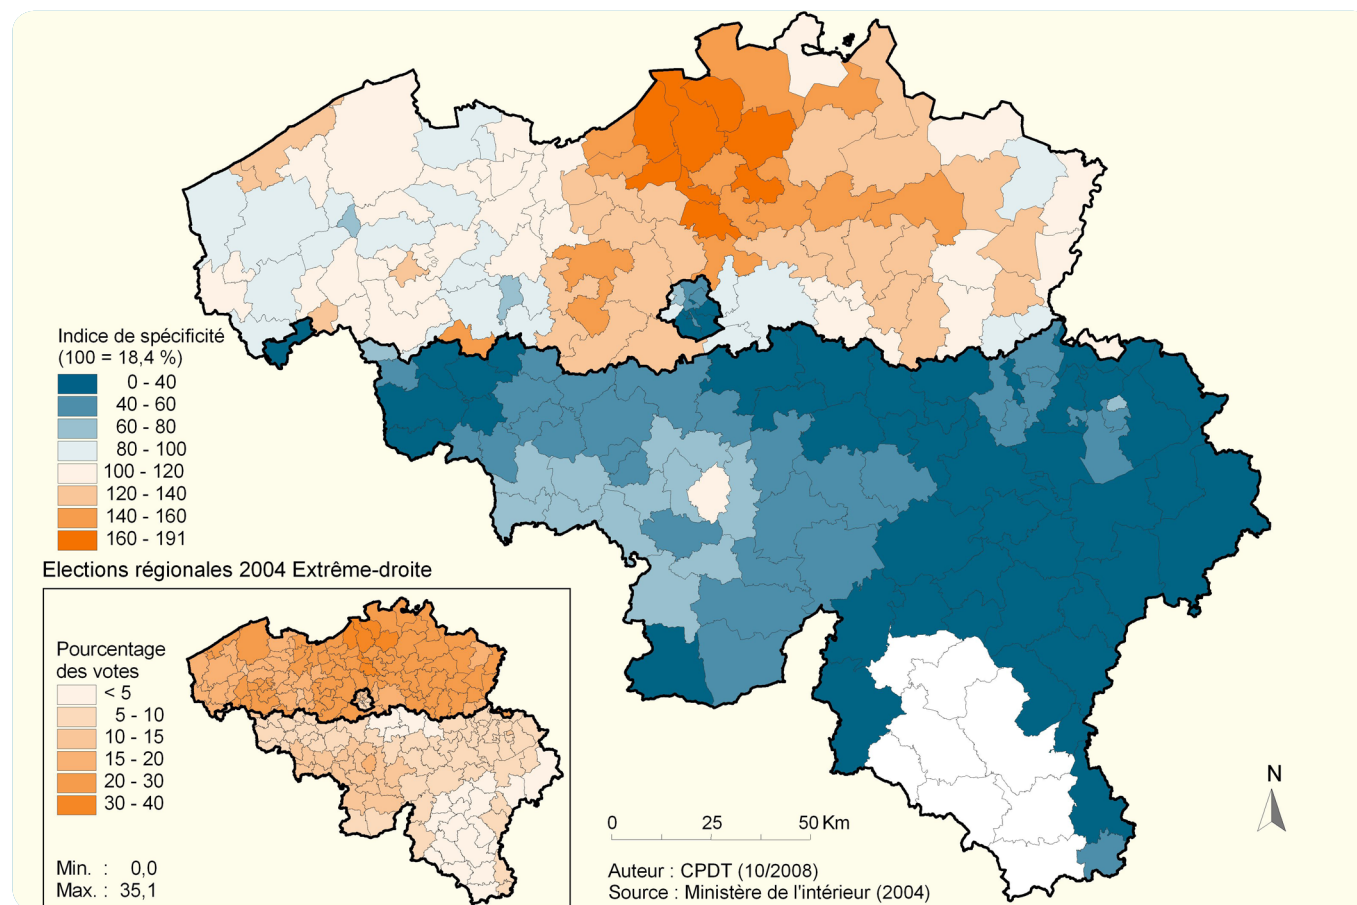 Indice de spécificité
(100 = 18,4 %)
0 - 40
40 - 60
60 - 80
80 - 100
100 - 120
120 - 140
140 - 160
160 - 191
Elections régionales 2004 Extrême-droite
Pourcentage
des votes
< 5
5 - 10
10 - 15
15 - 20
20 - 30
30 - 40
Min. : 0,0
Max. : 35,1
0 25 50 Km
Auteur : CPDT (10/2008)
Source : Ministère de l'intérieur (2004)
N